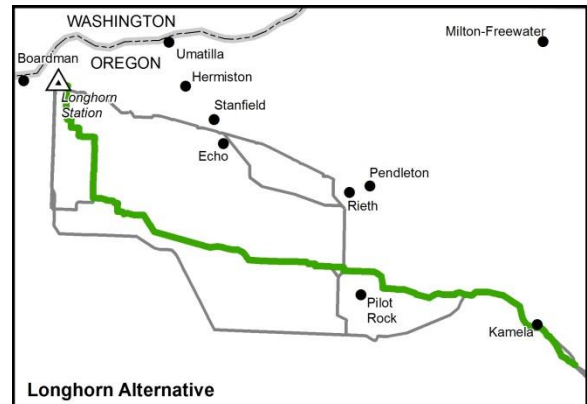 WASHINGTON
OREGON
Milton-Freewater
Umatilla
Boardman
Hermiston
Longhorn
Station
Stanfield
Echo
Pendleton
Rieth
Pilot
Rock
Kamela
Longhorn Alternative